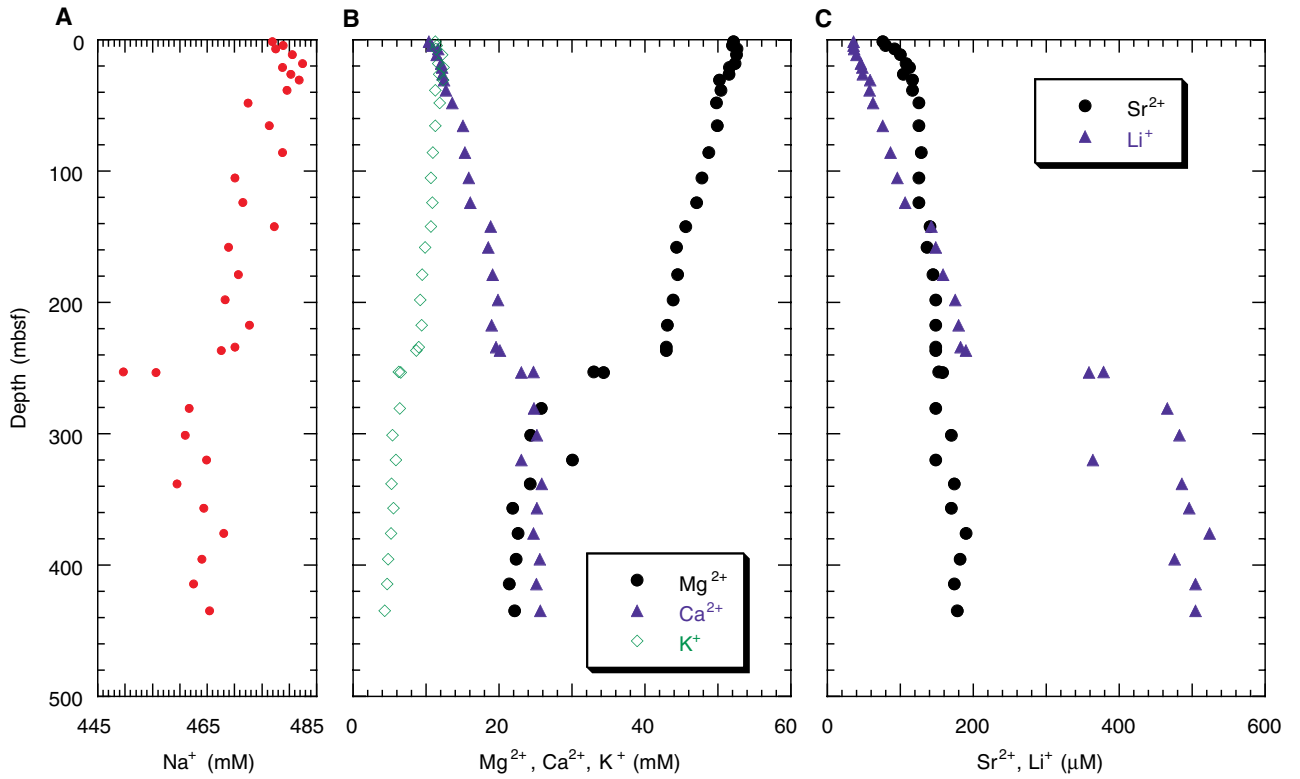 A
B
C
0
100
200
300
400
500
Depth (mbsf)
445 465 485
Na⁺ (mM)
0 20 40 60
Mg²⁺, Ca²⁺, K⁺ (mM)
Mg²⁺
Ca²⁺
K⁺
0 200 400 600
Sr²⁺, Li⁺ (μM)
Sr²⁺
Li⁺